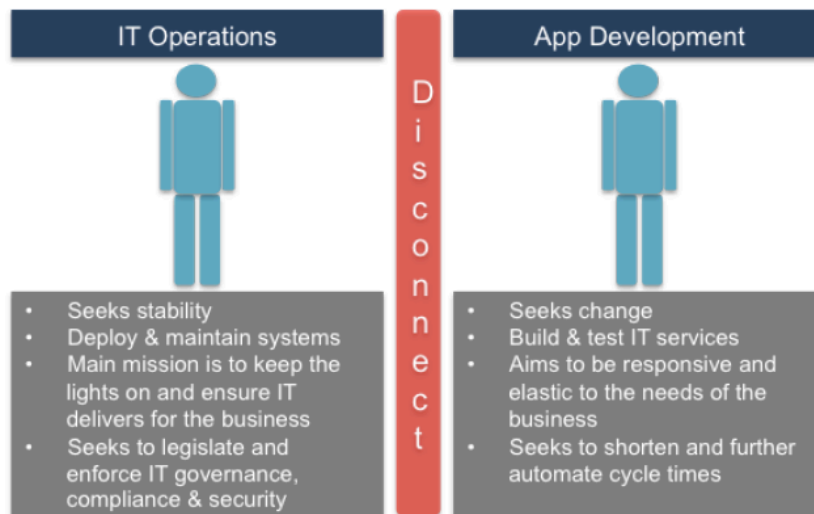 IT Operations
Disconnect
App Development
• Seeks stability
• Deploy & maintain systems
• Main mission is to keep the
lights on and ensure IT
delivers for the business
• Seeks to legislate and
enforce IT governance,
compliance & security
• Seeks change
• Build & test IT services
• Aims to be responsive and
elastic to the needs of the
business
• Seeks to shorten and further
automate cycle times